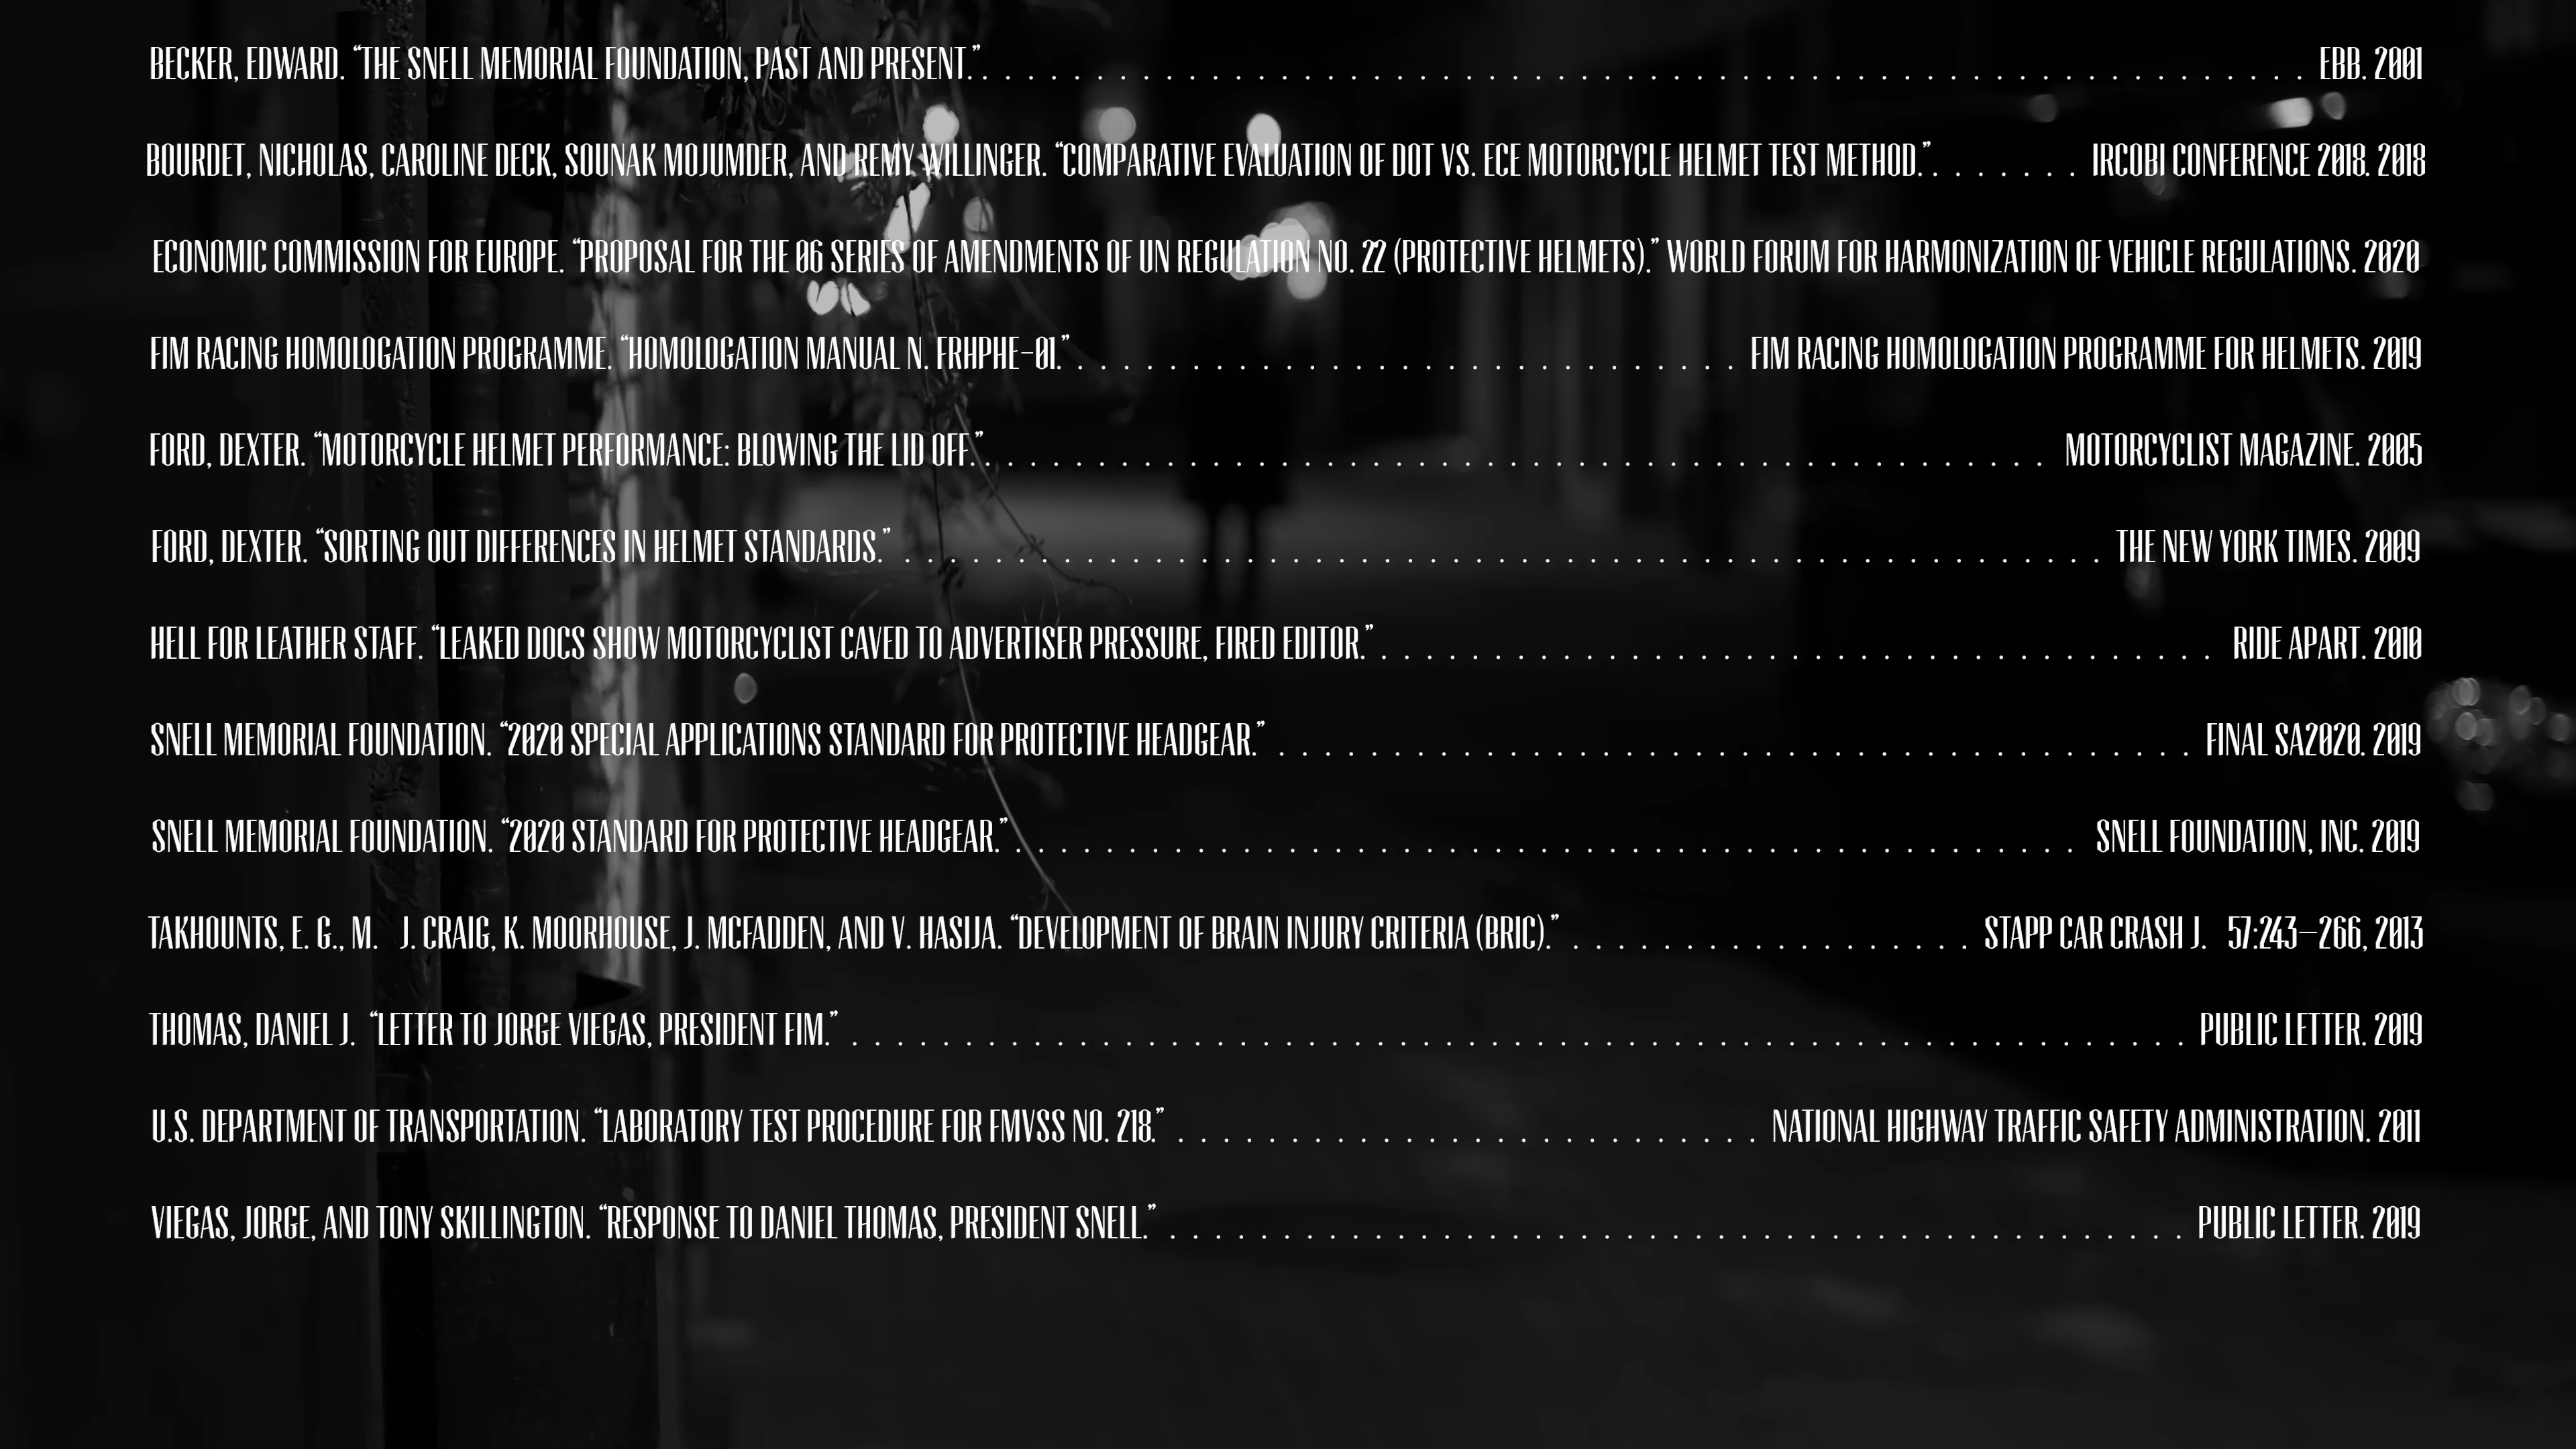 BECKER, EDWARD. “THE SNELL MEMORIAL FOUNDATION, PAST AND PRESENT.” . . . . . . . . . . . . . . . . . . . . . . . . . . . . . . . . . . . . . . . . . . . . . . . . . . . . . . . . . . EBB. 2001
BOURDET, NICHOLAS, CAROLINE DECK, SOUNAK MOJUMDER, AND REMY WILLINGER. “COMPARATIVE EVALUATION OF DOT VS. ECE MOTORCYCLE HELMET TEST METHOD.” . . . . . . . IRCOBI CONFERENCE 2018. 2018
ECONOMIC COMMISSION FOR EUROPE. “PROPOSAL FOR THE 06 SERIES OF AMENDMENTS OF UN REGULATION NO. 22 (PROTECTIVE HELMETS).” WORLD FORUM FOR HARMONIZATION OF VEHICLE REGULATIONS. 2020
FIM RACING HOMOLOGATION PROGRAMME. “HOMOLOGATION MANUAL N. FRHPHE-01.” . . . . . . . . . . . . . . . . . . . . . . . . . . . . . FIM RACING HOMOLOGATION PROGRAMME FOR HELMETS. 2019
FORD, DEXTER. “MOTORCYCLE HELMET PERFORMANCE: BLOWING THE LID OFF.” . . . . . . . . . . . . . . . . . . . . . . . . . . . . . . . . . . . . . . . . . . . . . . . MOTORCYCLIST MAGAZINE. 2005
FORD, DEXTER. “SORTING OUT DIFFERENCES IN HELMET STANDARDS.” . . . . . . . . . . . . . . . . . . . . . . . . . . . . . . . . . . . . . . . . . . . . . . . . . . . . . THE NEW YORK TIMES. 2009
HELL FOR LEATHER STAFF. “LEAKED DOCS SHOW MOTORCYCLIST CAVED TO ADVERTISER PRESSURE, FIRED EDITOR.” . . . . . . . . . . . . . . . . . . . . . . . . . . . . . . . . . . . . . RIDE APART. 2010
SNELL MEMORIAL FOUNDATION. “2020 SPECIAL APPLICATIONS STANDARD FOR PROTECTIVE HEADGEAR.” . . . . . . . . . . . . . . . . . . . . . . . . . . . . . . . . . . . . . . . . . FINAL SA2020. 2019
SNELL MEMORIAL FOUNDATION. “2020 STANDARD FOR PROTECTIVE HEADGEAR.” . . . . . . . . . . . . . . . . . . . . . . . . . . . . . . . . . . . . . . . . . . . . . . . SNELL FOUNDATION, INC. 2019
TAKHOUNTS, E. G., M. J. CRAIG, K. MOORHOUSE, J. MCFADDEN, AND V. HASIJA. “DEVELOPMENT OF BRAIN INJURY CRITERIA (BRIC).” . . . . . . . . . . . . . . . . . . STAPP CAR CRASH J. 57:243–266, 2013
THOMAS, DANIEL J. “LETTER TO JORGE VIEGAS, PRESIDENT FIM.” . . . . . . . . . . . . . . . . . . . . . . . . . . . . . . . . . . . . . . . . . . . . . . . . . . . . . . . . . . . PUBLIC LETTER. 2019
U.S. DEPARTMENT OF TRANSPORTATION. “LABORATORY TEST PROCEDURE FOR FMVSS NO. 218.” . . . . . . . . . . . . . . . . . . . . . . . . . . NATIONAL HIGHWAY TRAFFIC SAFETY ADMINISTRATION. 2011
VIEGAS, JORGE, AND TONY SKILLINGTON. “RESPONSE TO DANIEL THOMAS, PRESIDENT SNELL.” . . . . . . . . . . . . . . . . . . . . . . . . . . . . . . . . . . . . . . . . . . . . . PUBLIC LETTER. 2019